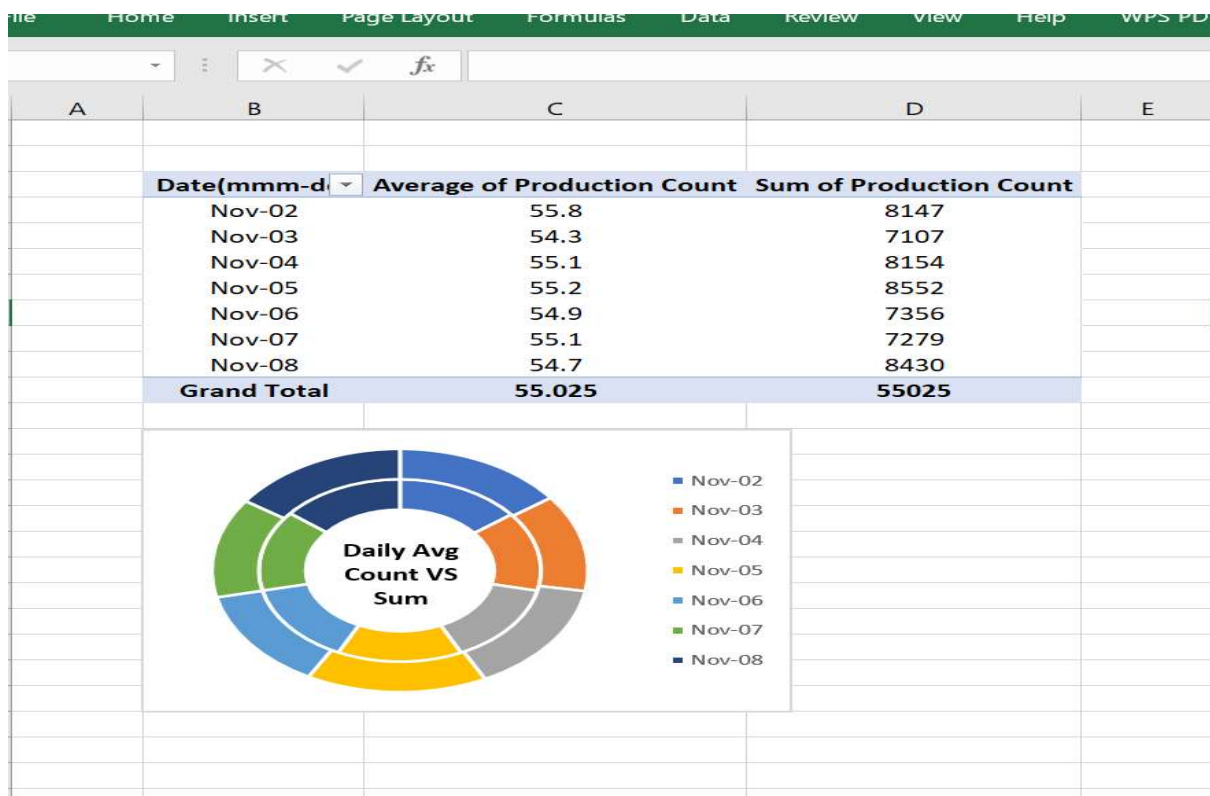 Home Insert Page Layout Formulas Data Review View Help WPS PD
fx
A B C D E
Date(mmm-d Average of Production Count Sum of Production Count
Nov-02 55.8 8147
Nov-03 54.3 7107
Nov-04 55.1 8154
Nov-05 55.2 8552
Nov-06 54.9 7356
Nov-07 55.1 7279
Nov-08 54.7 8430
Grand Total 55.025 55025
Daily Avg
Count VS
Sum
Nov-02
Nov-03
Nov-04
Nov-05
Nov-06
Nov-07
Nov-08